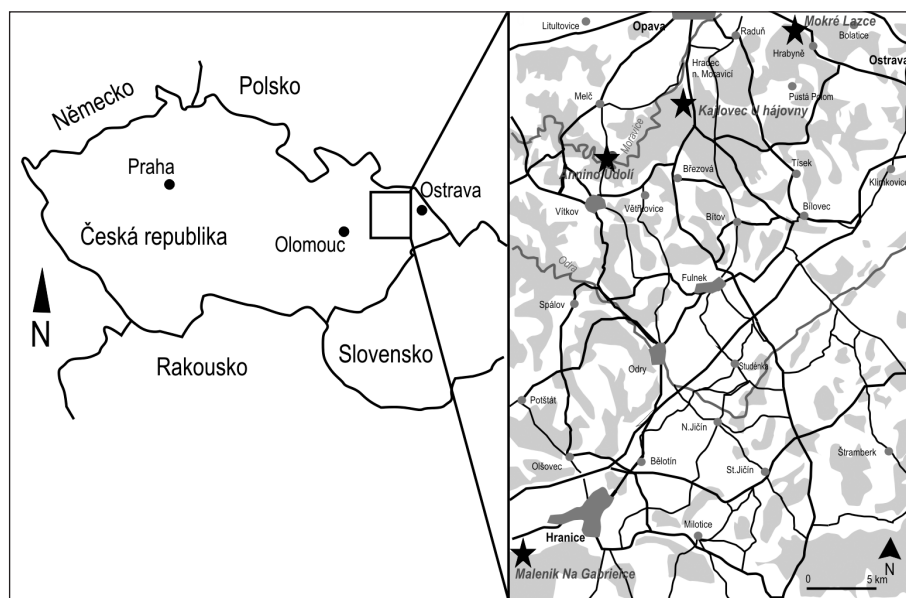 Německo
Polsko
Praha
Ostrava
Česká republika
Olomouc
N
Slovensko
Rakousko
Litultovice
Opava
Raduň
Mokré Lazce
Bolatice
Hrabyně
Ostrava
Hradec
n. Moravicí
Melč
Pustá Polom
Kajlovec U hájovny
Moravice
Annino Údolí
Březová
Tísek
Klimkovice
Vítkov
Větřkovice
Bítov
Bílovec
Odra
Fulnek
Spálov
Odry
Studénka
Potštát
N.Jičín
Štramberk
Olšovec
Bělotín
St.Jičín
Hranice
Milotice
N
Maleník Na Gabrierce
0 5 km